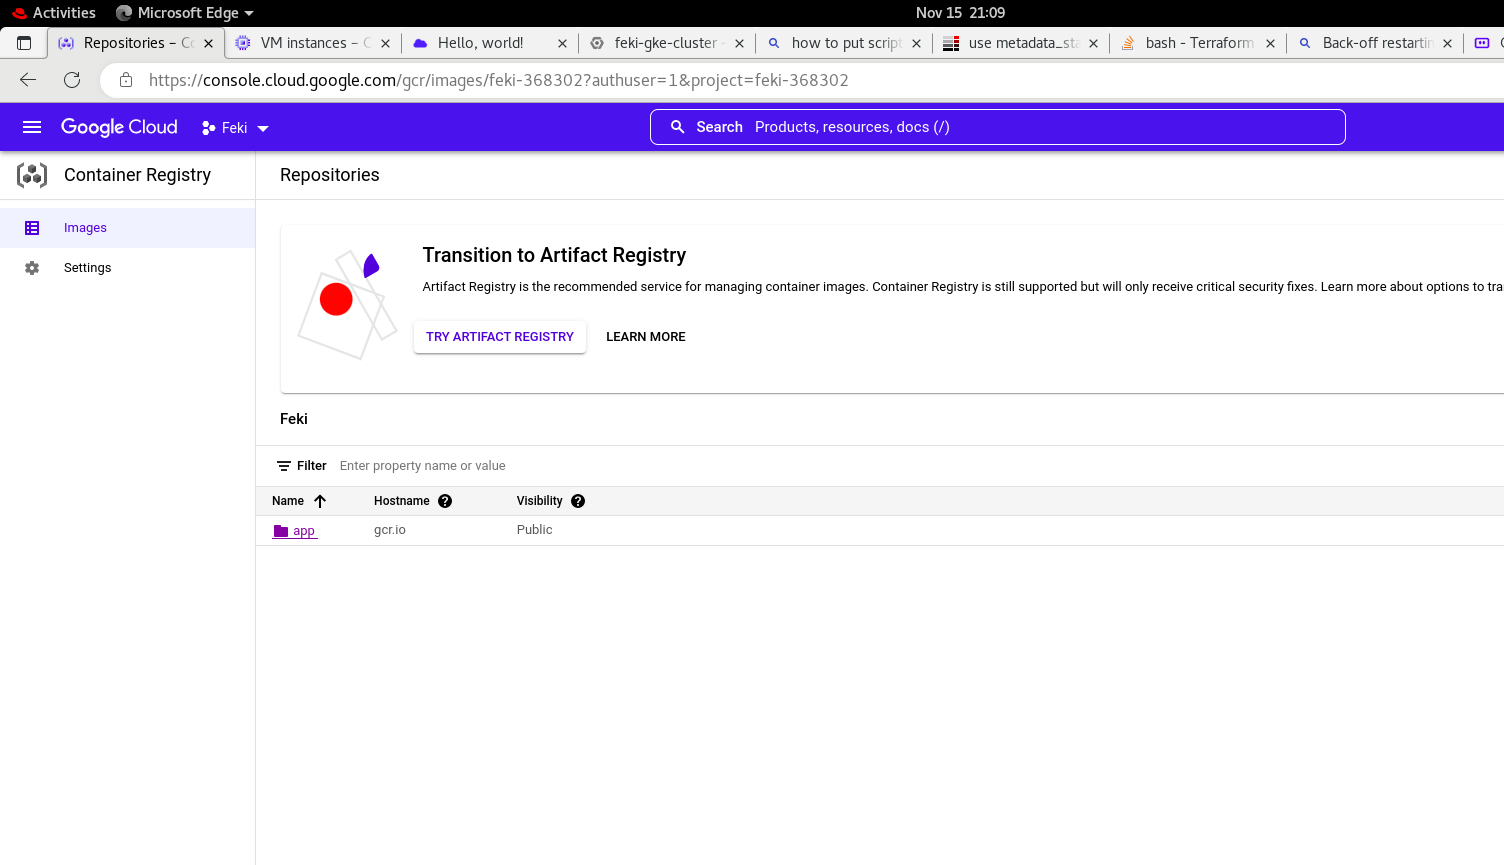 Activities Microsoft Edge Nov 15 21:09
Repositories – Co VM instances – C Hello, world! feki-gke-cluster - how to put script use metadata_sta bash - Terraform Back-off restartin
https://console.cloud.google.com/gcr/images/feki-368302?authuser=1&project=feki-368302
Google Cloud Feki Search Products, resources, docs (/)
Container Registry
Images
Settings
Repositories
Transition to Artifact Registry
Artifact Registry is the recommended service for managing container images. Container Registry is still supported but will only receive critical security fixes. Learn more about options to tra
TRY ARTIFACT REGISTRY LEARN MORE
Feki
Filter Enter property name or value
Name Hostname Visibility
app gcr.io Public